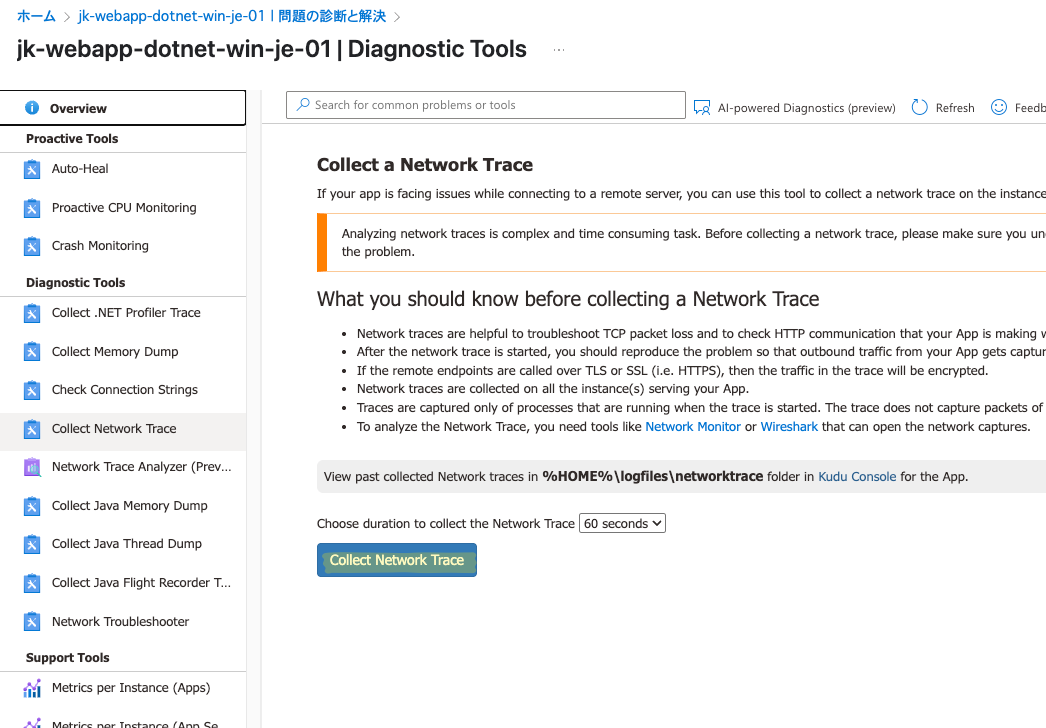 ホーム > jk-webapp-dotnet-win-je-01 | 問題の診断と解決 >
jk-webapp-dotnet-win-je-01 | Diagnostic Tools ...
Overview
Proactive Tools
Auto-Heal
Proactive CPU Monitoring
Crash Monitoring
Diagnostic Tools
Collect .NET Profiler Trace
Collect Memory Dump
Check Connection Strings
Collect Network Trace
Network Trace Analyzer (Prev...
Collect Java Memory Dump
Collect Java Thread Dump
Collect Java Flight Recorder T...
Network Troubleshooter
Support Tools
Metrics per Instance (Apps)
Metrics per Instance (App Se
Search for common problems or tools
AI-powered Diagnostics (preview)
Refresh
Feedb
Collect a Network Trace
If your app is facing issues while connecting to a remote server, you can use this tool to collect a network trace on the instance
Analyzing network traces is complex and time consuming task. Before collecting a network trace, please make sure you un
the problem.
What you should know before collecting a Network Trace
• Network traces are helpful to troubleshoot TCP packet loss and to check HTTP communication that your App is making w
• After the network trace is started, you should reproduce the problem so that outbound traffic from your App gets captur
• If the remote endpoints are called over TLS or SSL (i.e. HTTPS), then the traffic in the trace will be encrypted.
• Network traces are collected on all the instance(s) serving your App.
• Traces are captured only of processes that are running when the trace is started. The trace does not capture packets of
• To analyze the Network Trace, you need tools like Network Monitor or Wireshark that can open the network captures.
View past collected Network traces in %HOME%\logfiles\networktrace folder in Kudu Console for the App.
Choose duration to collect the Network Trace 60 seconds
Collect Network Trace